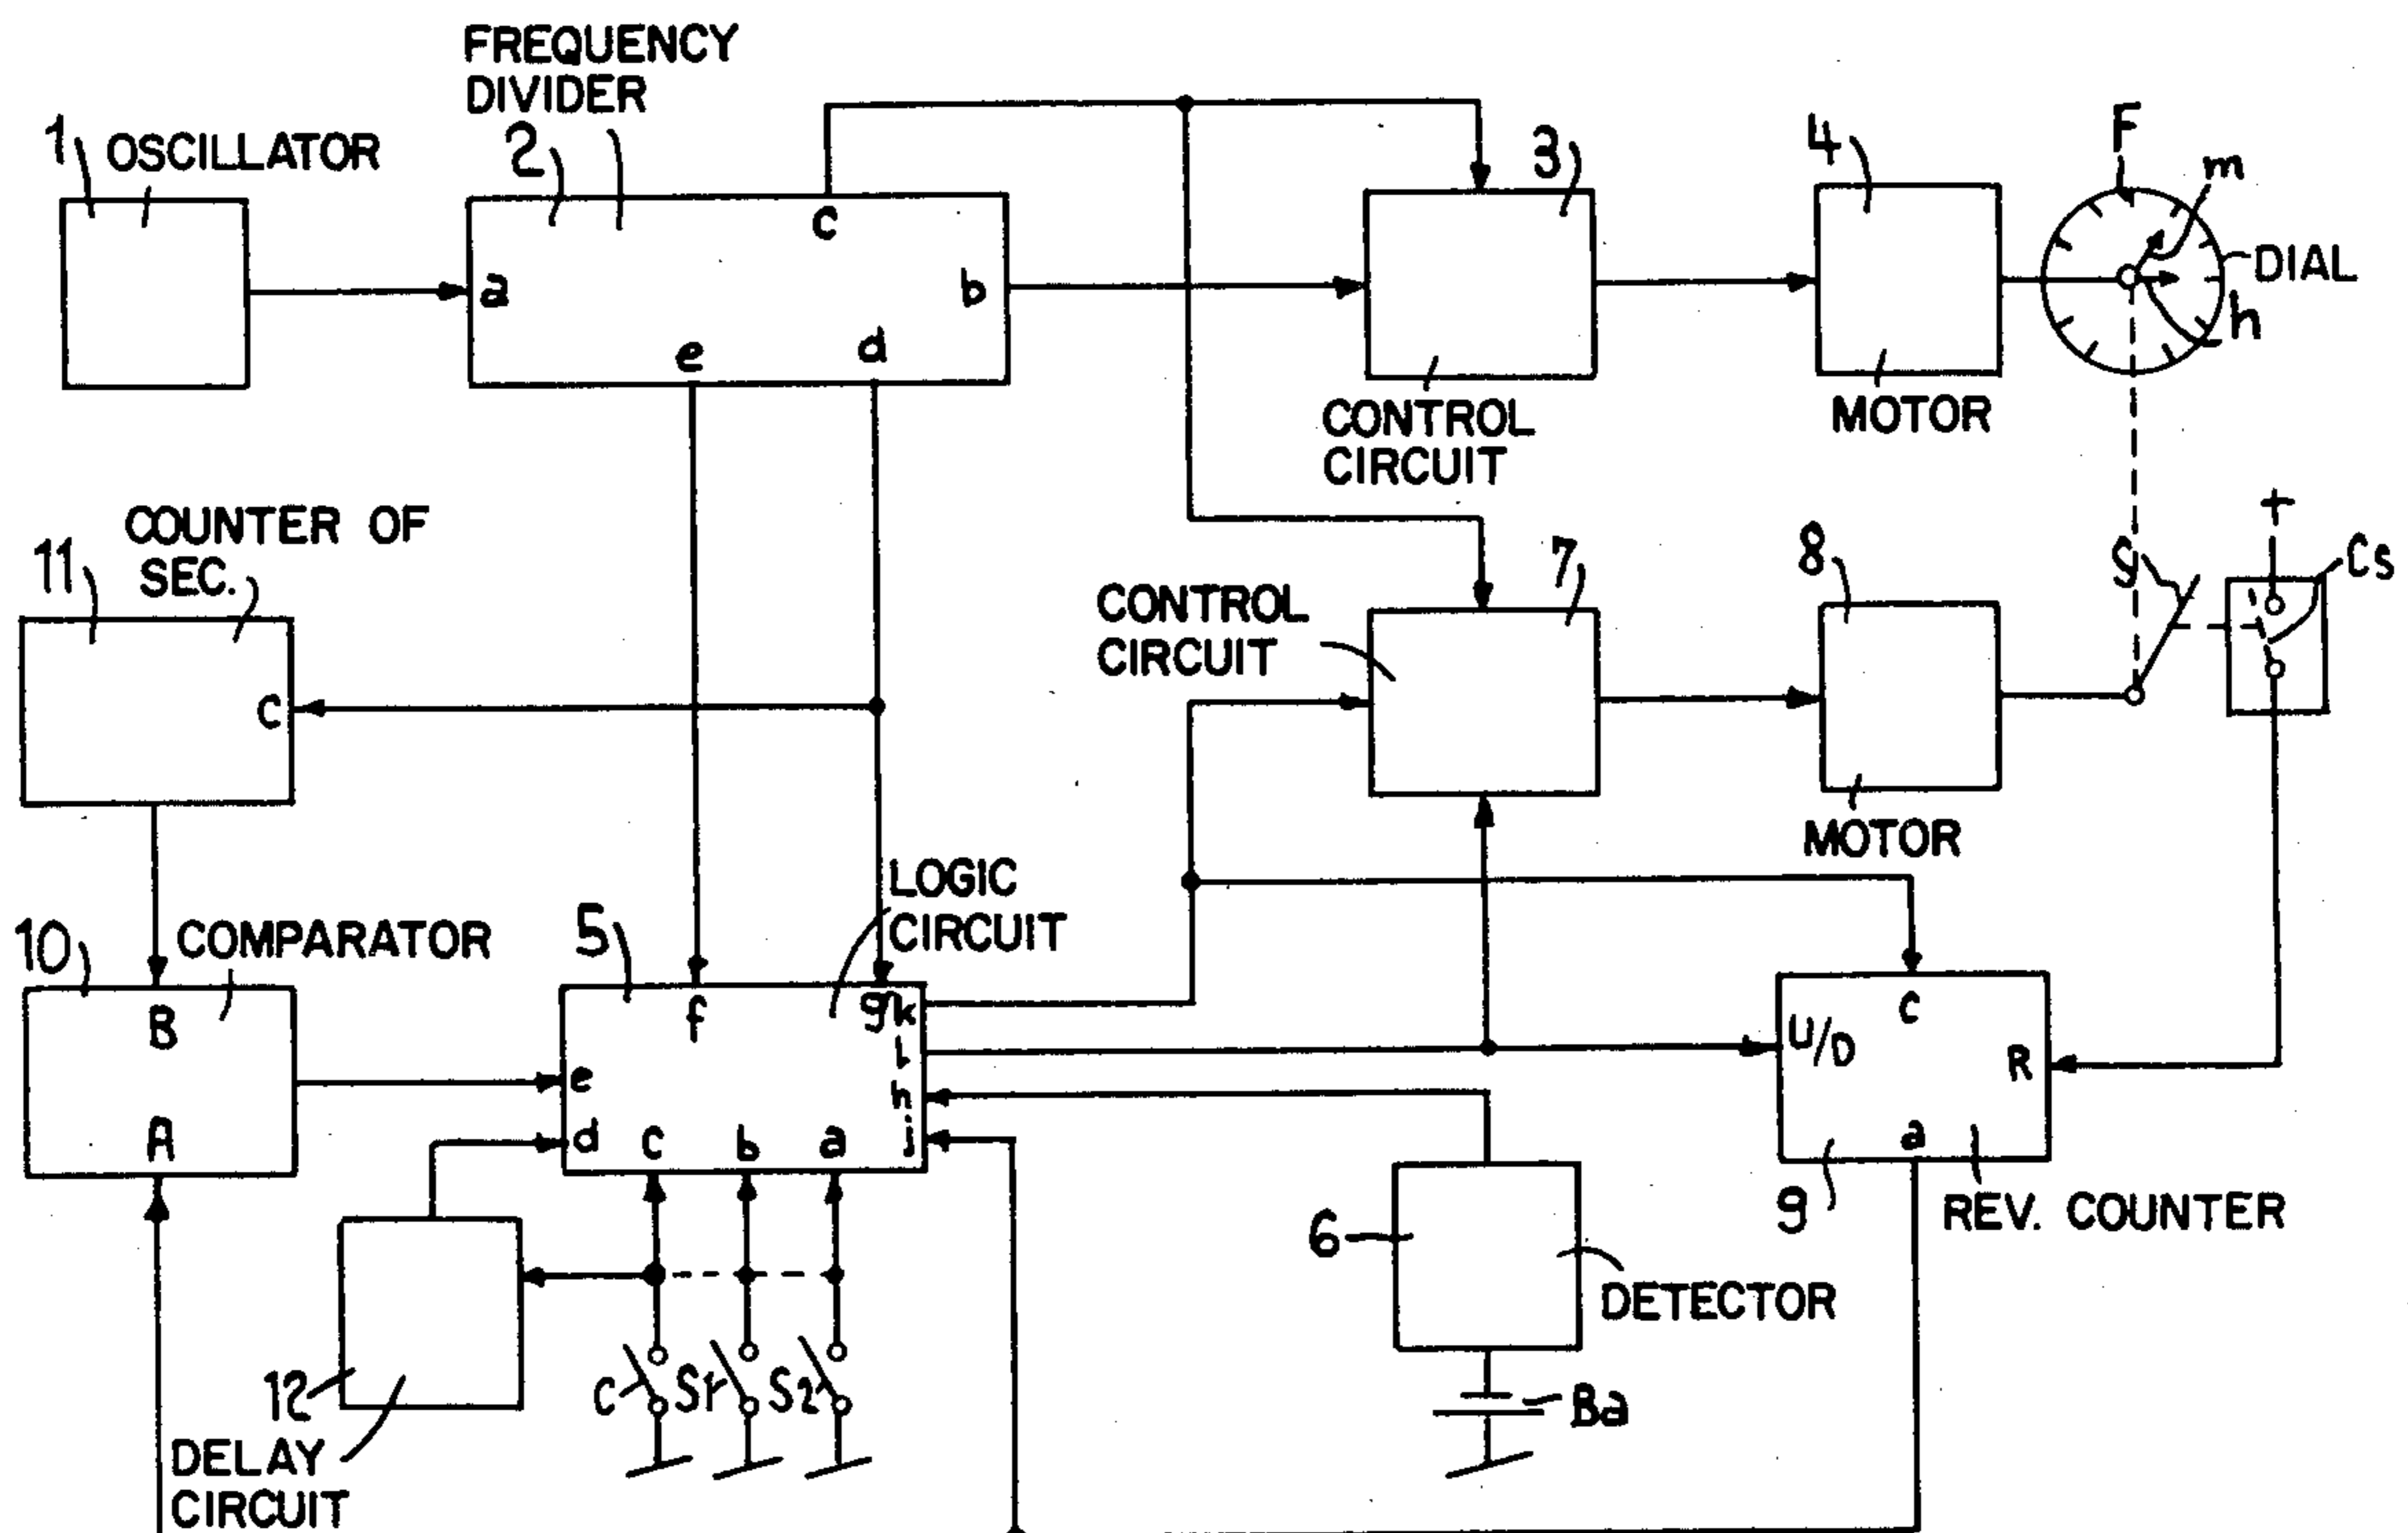 FREQUENCY
DIVIDER
1 OSCILLATOR
2
3
4
F
m
a
c
b
e
d
DIAL
h
CONTROL
CIRCUIT
MOTOR
COUNTER OF
SEC.
11
c
CONTROL
CIRCUIT
7
8
S
+
Cs
MOTOR
LOGIC
CIRCUIT
10 COMPARATOR
5
B
A
f
g k
l
h
j
e
d
c
b
a
c
U/D
R
a
9
REV. COUNTER
6
DETECTOR
Ba
12
C
S1
S2
DELAY
CIRCUIT